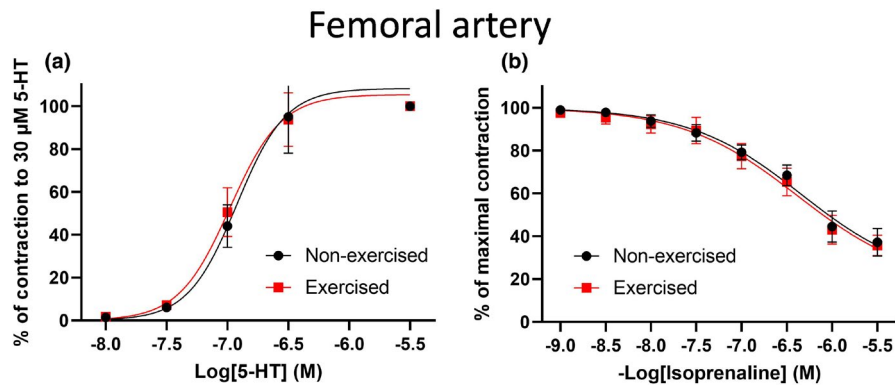 Femoral artery
(a)
% of contraction to 30 µM 5-HT
100
80
60
40
20
0
Non-exercised
Exercised
-8.0 -7.5 -7.0 -6.5 -6.0 -5.5
Log[5-HT] (M)
(b)
% of maximal contraction
100
80
60
40
20
0
Non-exercised
Exercised
-9.0 -8.5 -8.0 -7.5 -7.0 -6.5 -6.0 -5.5
-Log[Isoprenaline] (M)